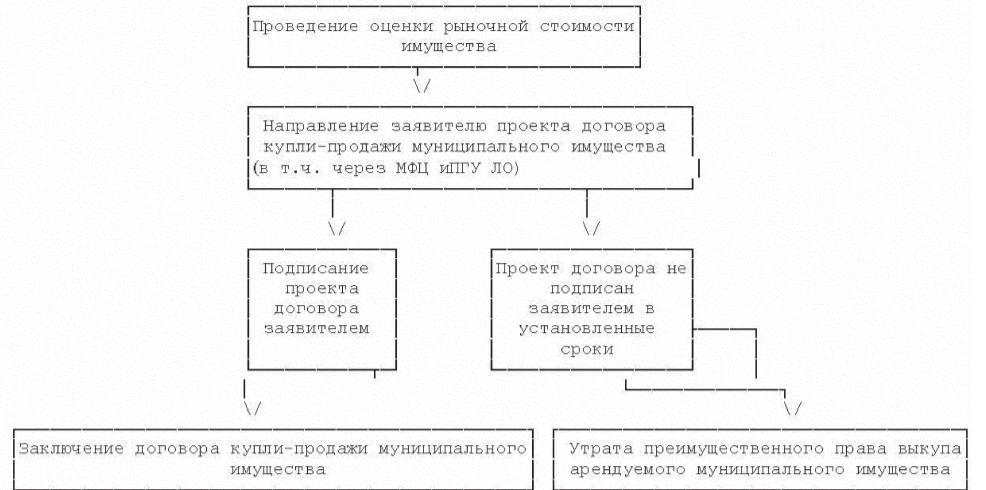 Проведение оценки рыночной стоимости
имущества
Направление заявителю проекта договора
купли-продажи муниципального имущества
(в т.ч. через МФЦ иПГУ ЛО)
Подписание
проекта
договора
заявителем
Проект договора не
подписан
заявителем в
установленные
сроки
Заключение договора купли-продажи муниципального
имущества
Утрата преимущественного права выкупа
арендуемого муниципального имущества